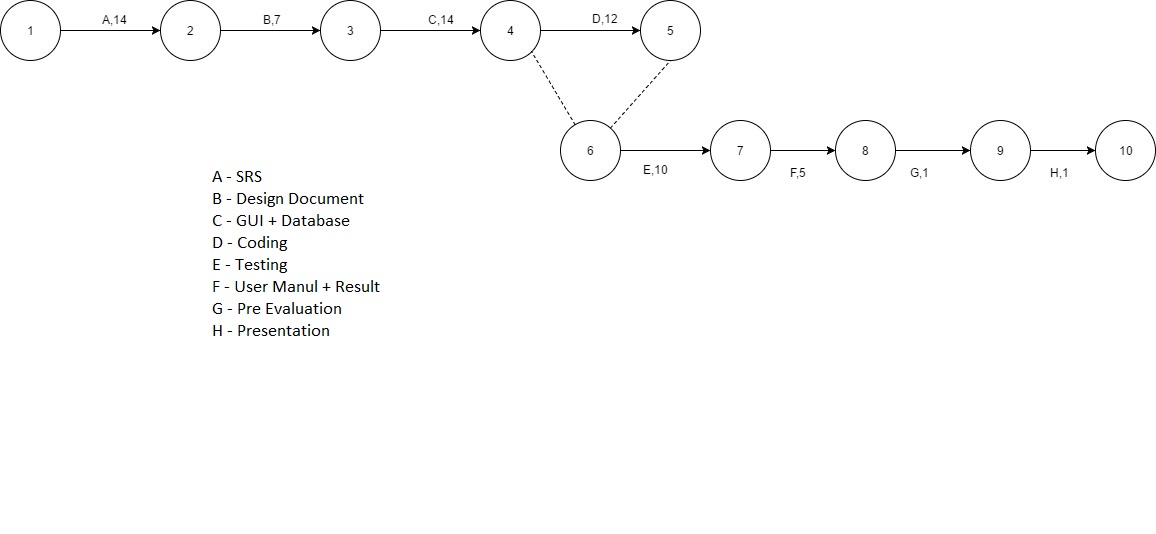 A,14
B,7
C,14
D,12
1
2
3
4
5
6
7
8
9
10
E,10
F,5
G,1
H,1
A - SRS
B - Design Document
C - GUI + Database
D - Coding
E - Testing
F - User Manul + Result
G - Pre Evaluation
H - Presentation